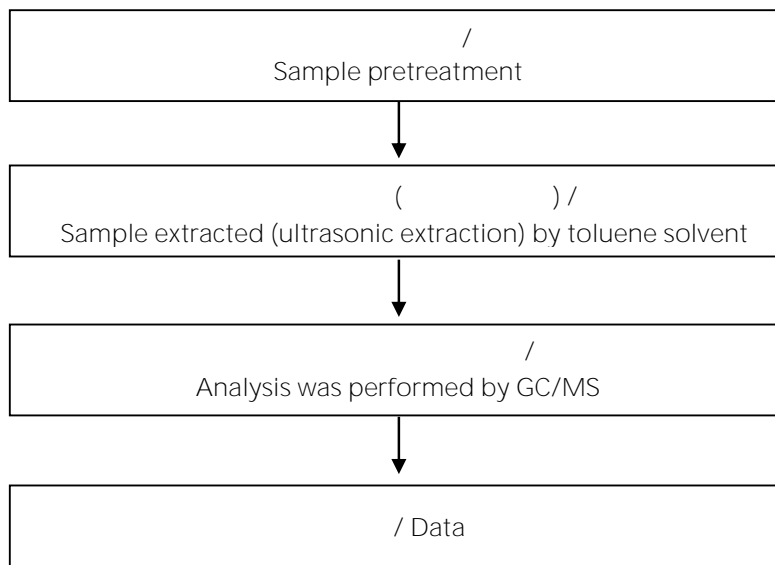 /
Sample pretreatment
( ) /
Sample extracted (ultrasonic extraction) by toluene solvent
/
Analysis was performed by GC/MS
/ Data